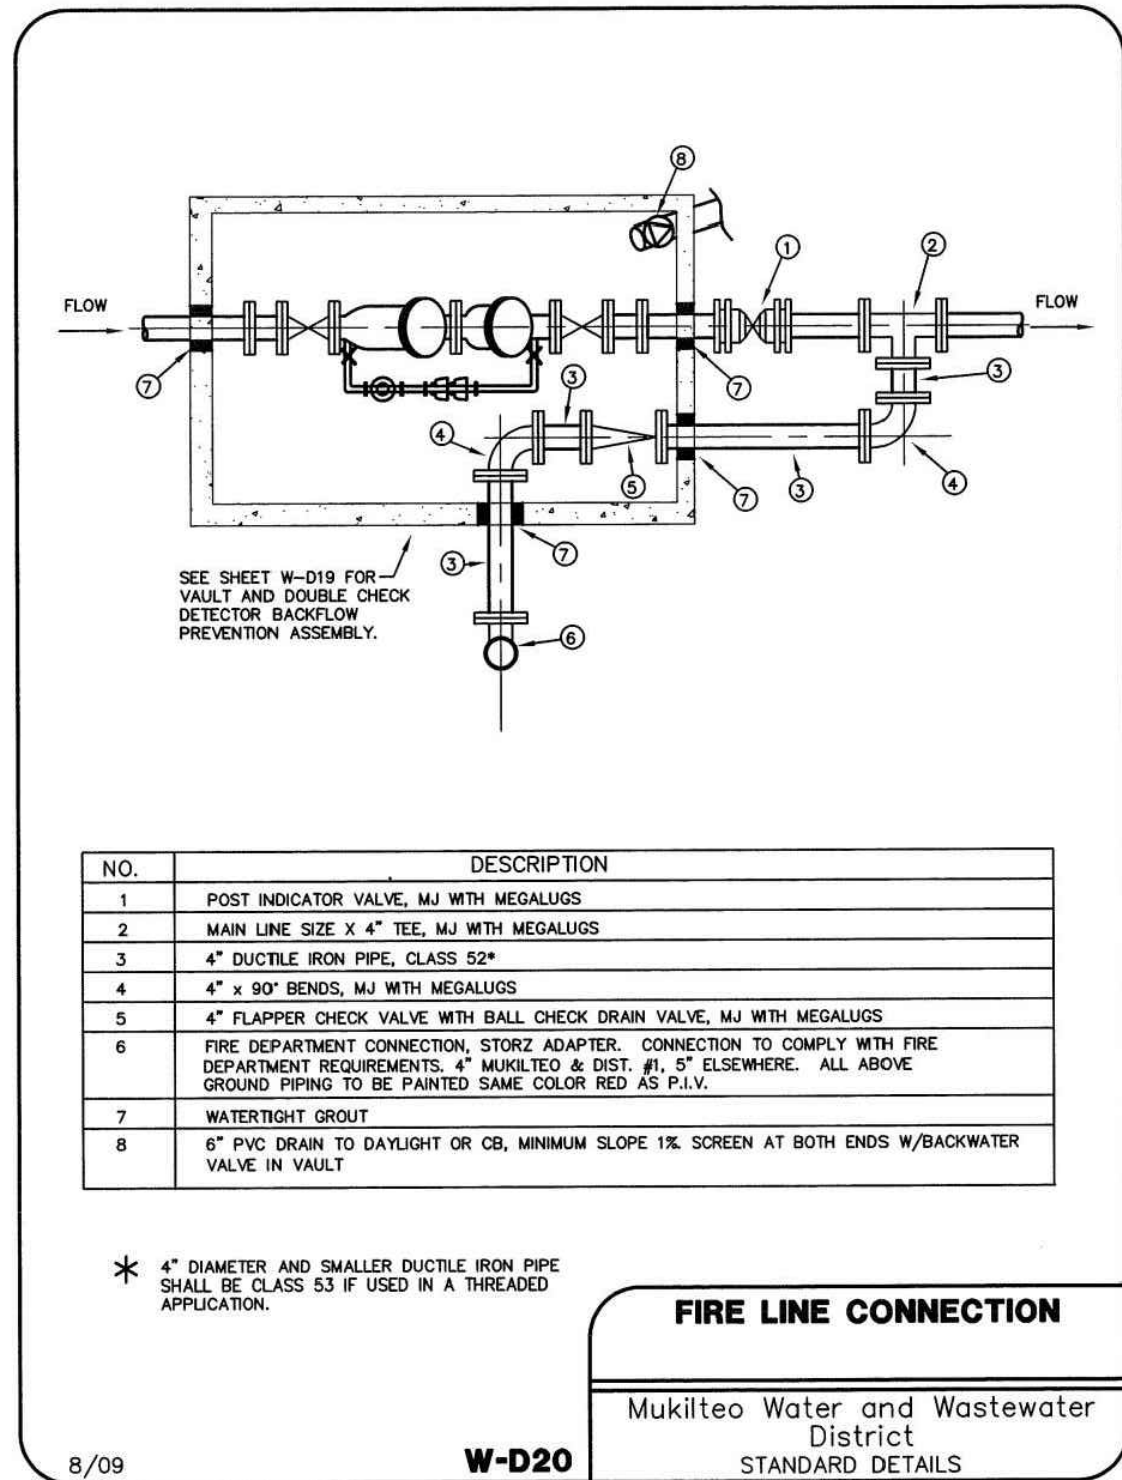 8
1
2
FLOW
FLOW
7
7
3
3
4
5
7
3
4
3
7
SEE SHEET W-D19 FOR
VAULT AND DOUBLE CHECK
DETECTOR BACKFLOW
PREVENTION ASSEMBLY.
6
NO. DESCRIPTION
1 POST INDICATOR VALVE, MJ WITH MEGALUGS
2 MAIN LINE SIZE X 4" TEE, MJ WITH MEGALUGS
3 4" DUCTILE IRON PIPE, CLASS 52*
4 4" x 90° BENDS, MJ WITH MEGALUGS
5 4" FLAPPER CHECK VALVE WITH BALL CHECK DRAIN VALVE, MJ WITH MEGALUGS
6 FIRE DEPARTMENT CONNECTION, STORZ ADAPTER. CONNECTION TO COMPLY WITH FIRE
DEPARTMENT REQUIREMENTS. 4" MUKILTEO & DIST. #1, 5" ELSEWHERE. ALL ABOVE
GROUND PIPING TO BE PAINTED SAME COLOR RED AS P.I.V.
7 WATERTIGHT GROUT
8 6" PVC DRAIN TO DAYLIGHT OR CB, MINIMUM SLOPE 1%. SCREEN AT BOTH ENDS W/BACKWATER
VALVE IN VAULT
* 4" DIAMETER AND SMALLER DUCTILE IRON PIPE
SHALL BE CLASS 53 IF USED IN A THREADED
APPLICATION.
FIRE LINE CONNECTION
Mukilteo Water and Wastewater
District
STANDARD DETAILS
8/09
W-D20